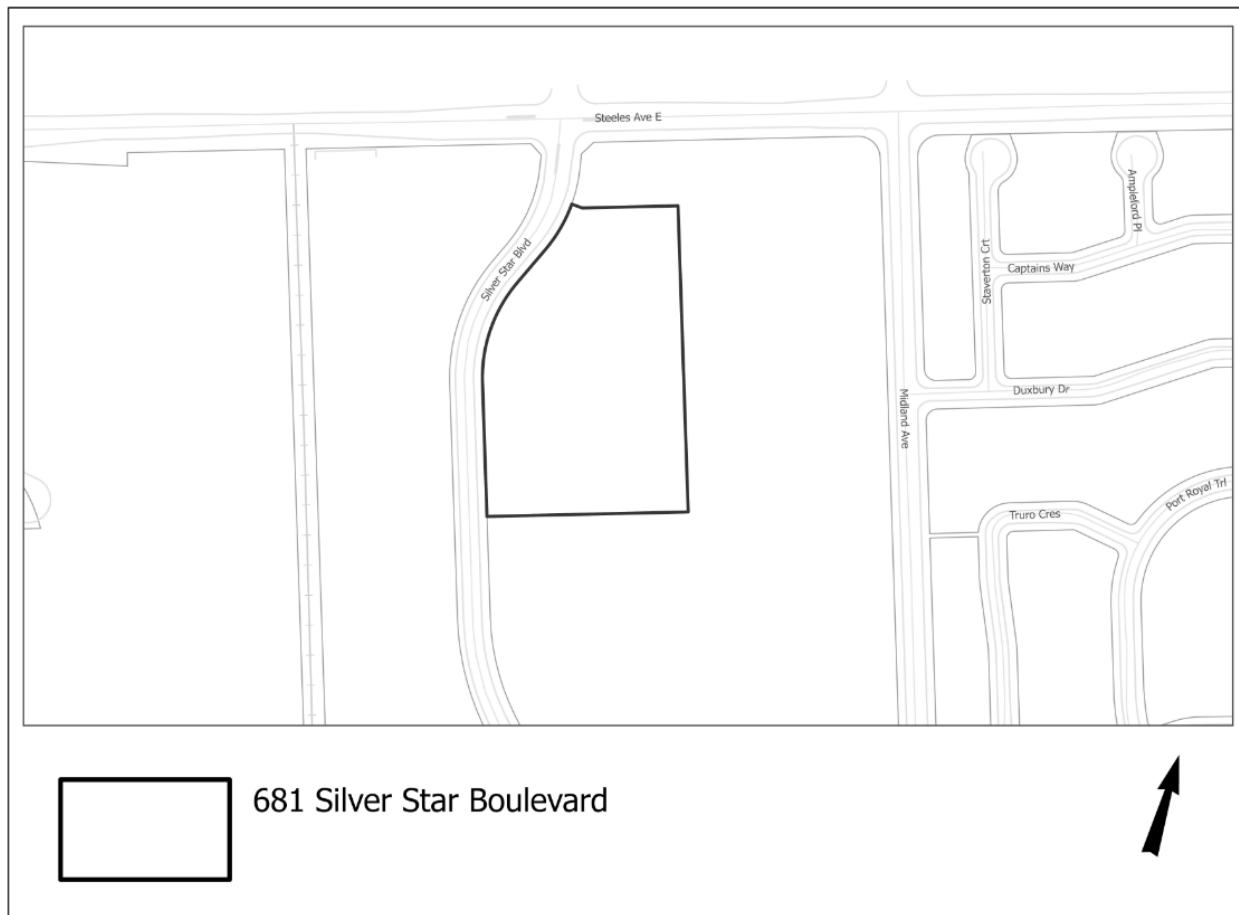 Steeles Ave E
Ampleford Pl
Silver Star Blvd
Staverton Crt
Captains Way
Duxbury Dr
Midland Ave
Port Royal Trl
Truro Cres
681 Silver Star Boulevard